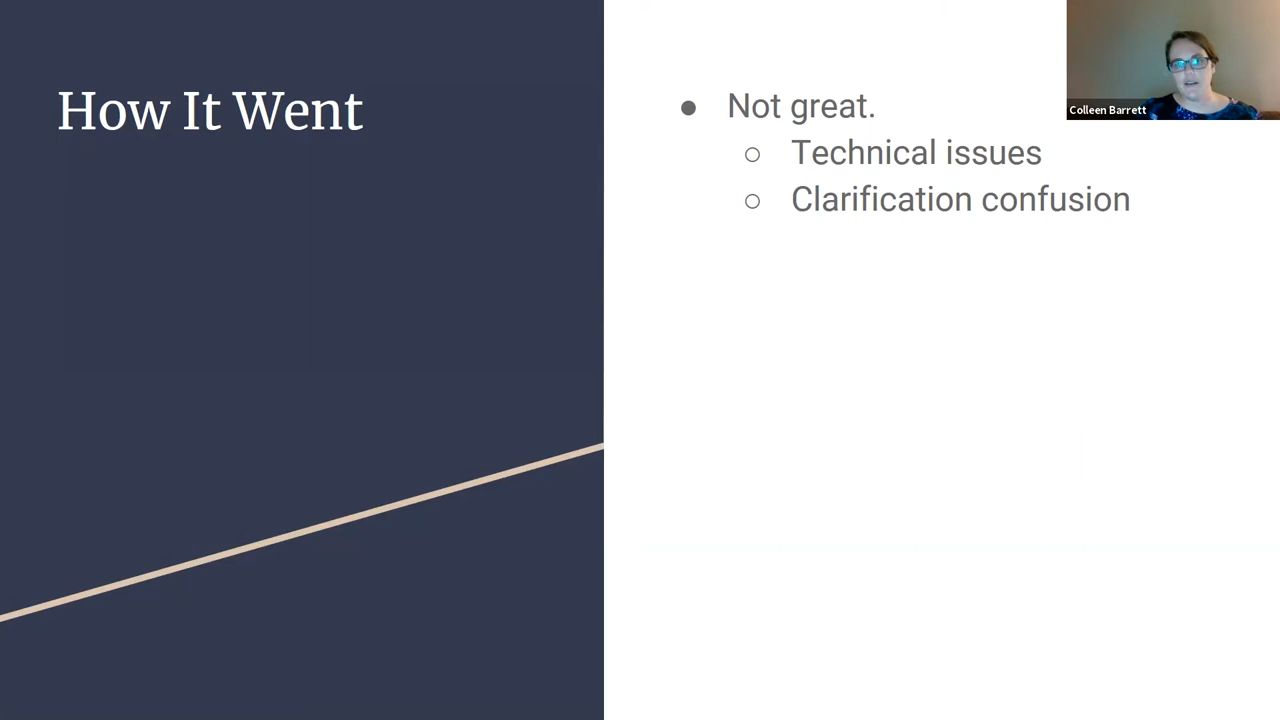 How It Went
Not great.
Technical issues
Clarification confusion
Colleen Barrett